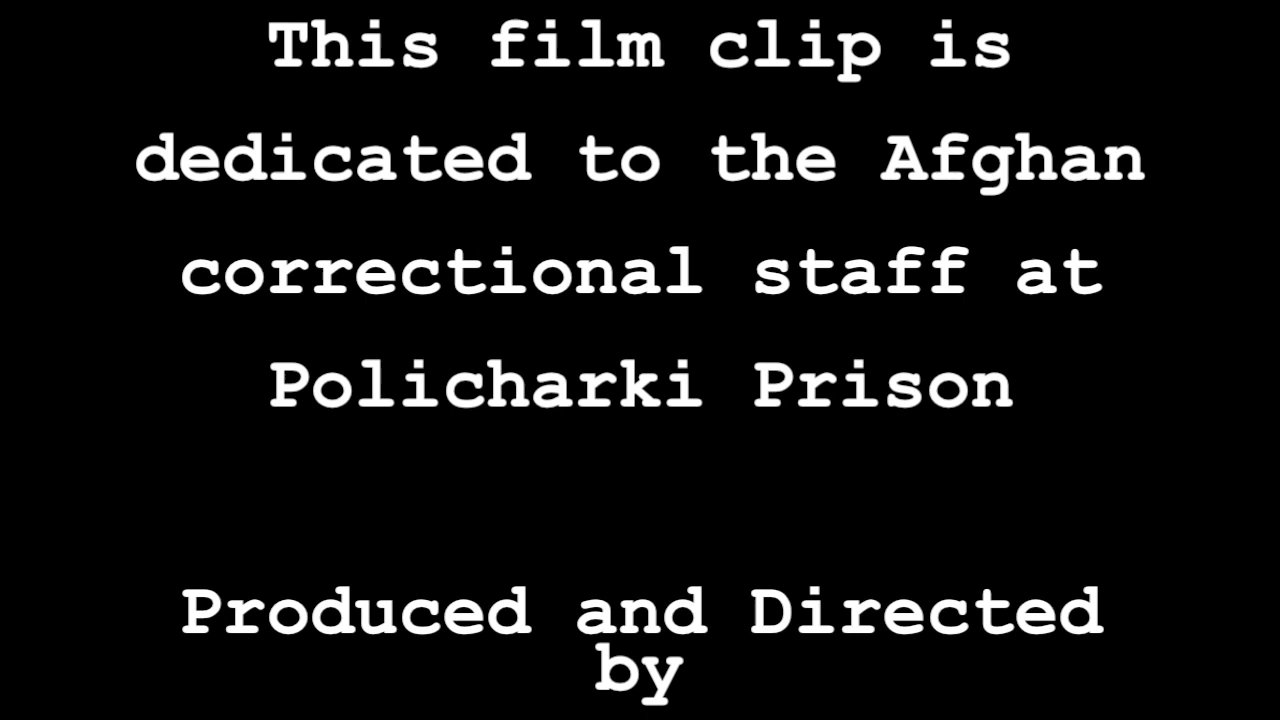 This film clip is
dedicated to the Afghan
correctional staff at
Policharki Prison
Produced and Directed
by